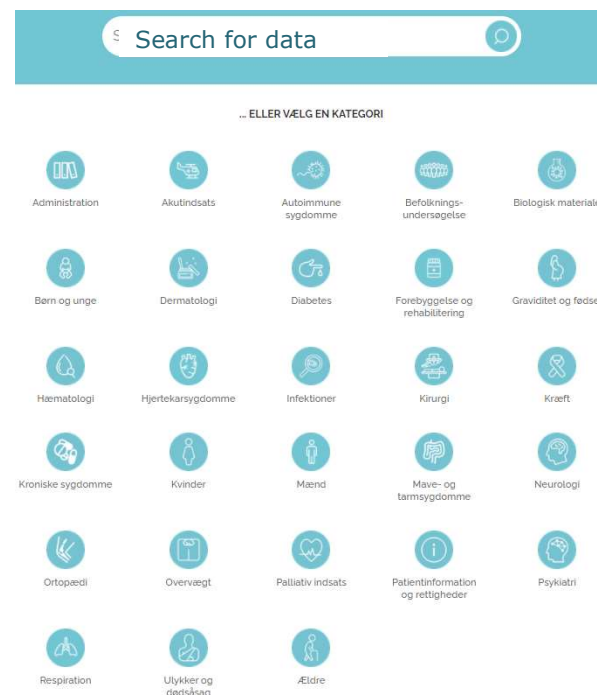 Search for data
... ELLER VÆLG EN KATEGORI
Administration
Akutindsats
Autoimmune
sygdomme
Befolknings-
undersøgelse
Biologisk materiale
Børn og unge
Dermatologi
Diabetes
Forebyggelse og
rehabilitering
Graviditet og fødse
Hæmatologi
Hjertekarsygdomme
Infektioner
Kirurgi
Kræft
Kroniske sygdomme
Kvinder
Mænd
Mave- og
tarmsygdomme
Neurologi
Ortopædi
Overvægt
Palliativ indsats
Patientinformation
og rettigheder
Psykiatri
Respiration
Ulykker og
dødsåsag
Ældre